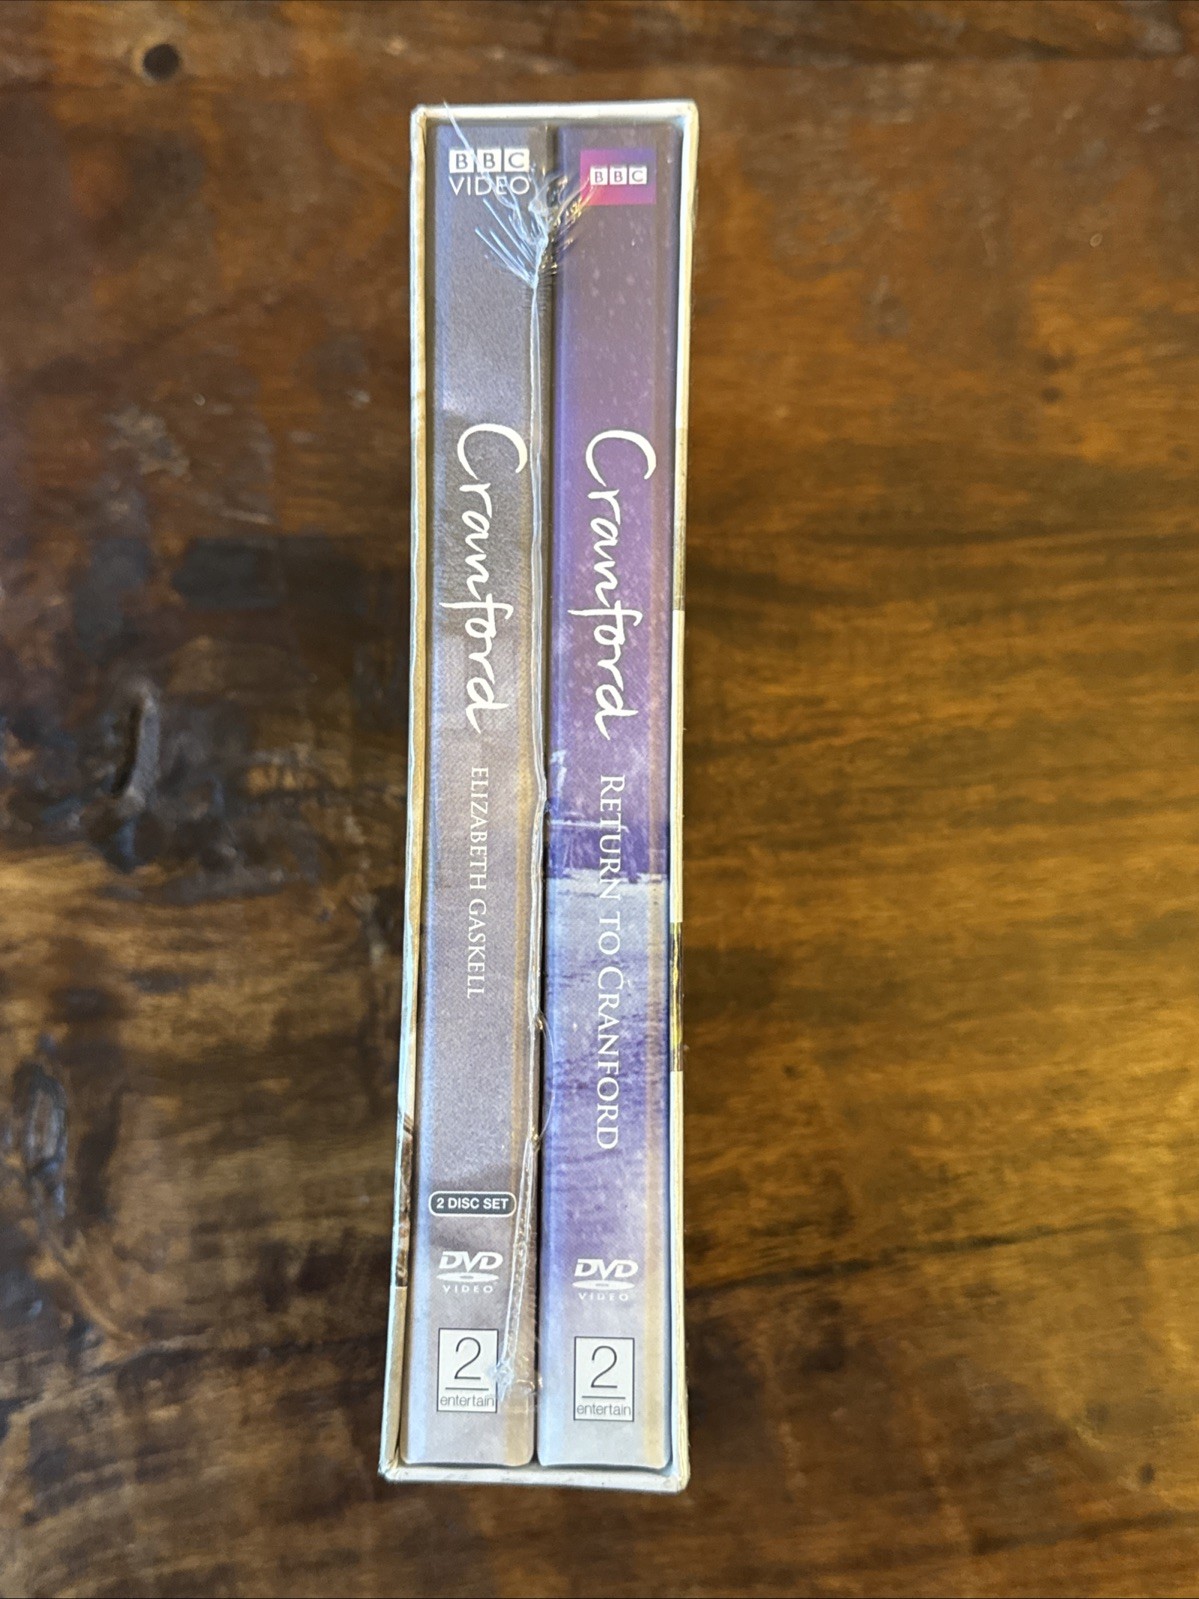 BBC
VIDEO
Cranford
ELIZABETH GASKELL
2 DISC SET
DVD
VIDEO
2
entertain
BBC
Cranford
RETURN TO CRANFORD
DVD
VIDEO
2
entertain